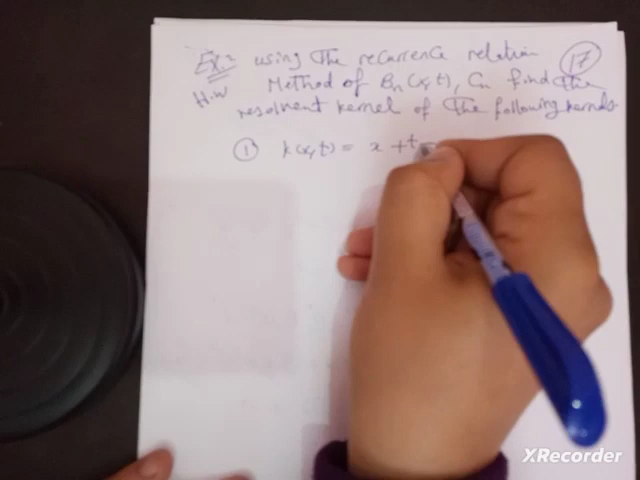 Ex: using The recurrence relation
H.W Method of Bn(x,t), Cn find the
resolvent kernel of The following kernels
① k(x,t) = x + t
17
XRecorder